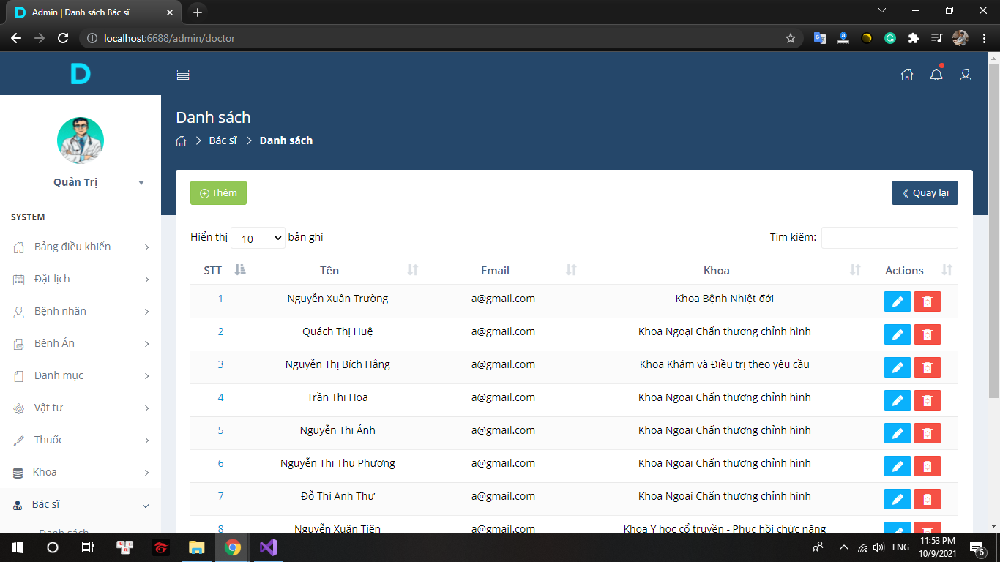 Admin | Danh sách Bác sĩ
localhost:6688/admin/doctor
D
Danh sách
Bác sĩ > Danh sách
Quản Trị
SYSTEM
Bảng điều khiển
Đặt lịch
Bệnh nhân
Bệnh Án
Danh mục
Vật tư
Thuốc
Khoa
Bác sĩ
Danh sách
Thêm
Quay lại
Hiển thị 10 bản ghi
Tìm kiếm:
STT Tên Email Khoa Actions
1 Nguyễn Xuân Trường a@gmail.com Khoa Bệnh Nhiệt đới
2 Quách Thị Huệ a@gmail.com Khoa Ngoại Chấn thương chỉnh hình
3 Nguyễn Thị Bích Hằng a@gmail.com Khoa Khám và Điều trị theo yêu cầu
4 Trần Thị Hoa a@gmail.com Khoa Ngoại Chấn thương chỉnh hình
5 Nguyễn Thị Ánh a@gmail.com Khoa Ngoại Chấn thương chỉnh hình
6 Nguyễn Thị Thu Phương a@gmail.com Khoa Ngoại Chấn thương chỉnh hình
7 Đỗ Thị Anh Thư a@gmail.com Khoa Ngoại Chấn thương chỉnh hình
8 Nguyễn Xuân Tiến a@gmail.com Khoa Y học cổ truyền - Phục hồi chức năng
ENG
11:53 PM
10/9/2021
6